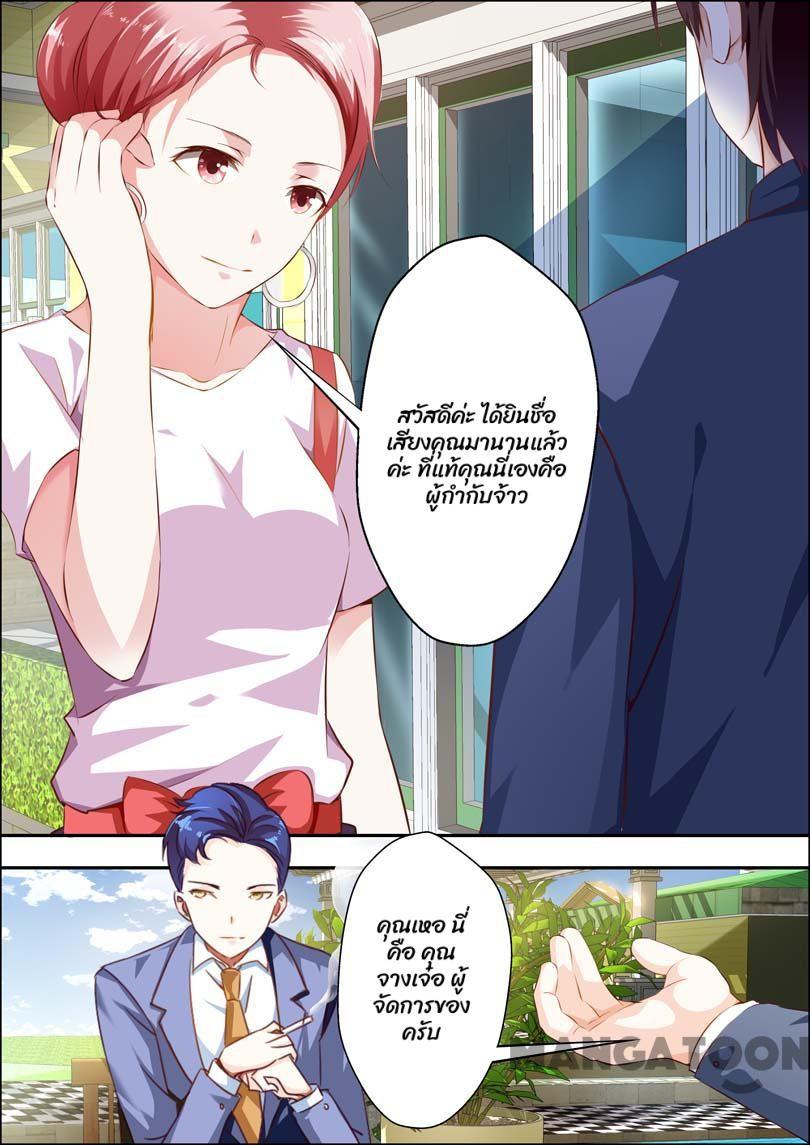 สวัสดีค่ะ ได้ยินชื่อ
เสียงคุณมานานแล้ว
ค่ะ ที่แท้คุณนี่เองคือ
ผู้กำกับจ้าว
คุณเหอ นี่
คือ คุณ
จางเจ๋อ ผู้
จัดการของ
ครับ
MANGATOON